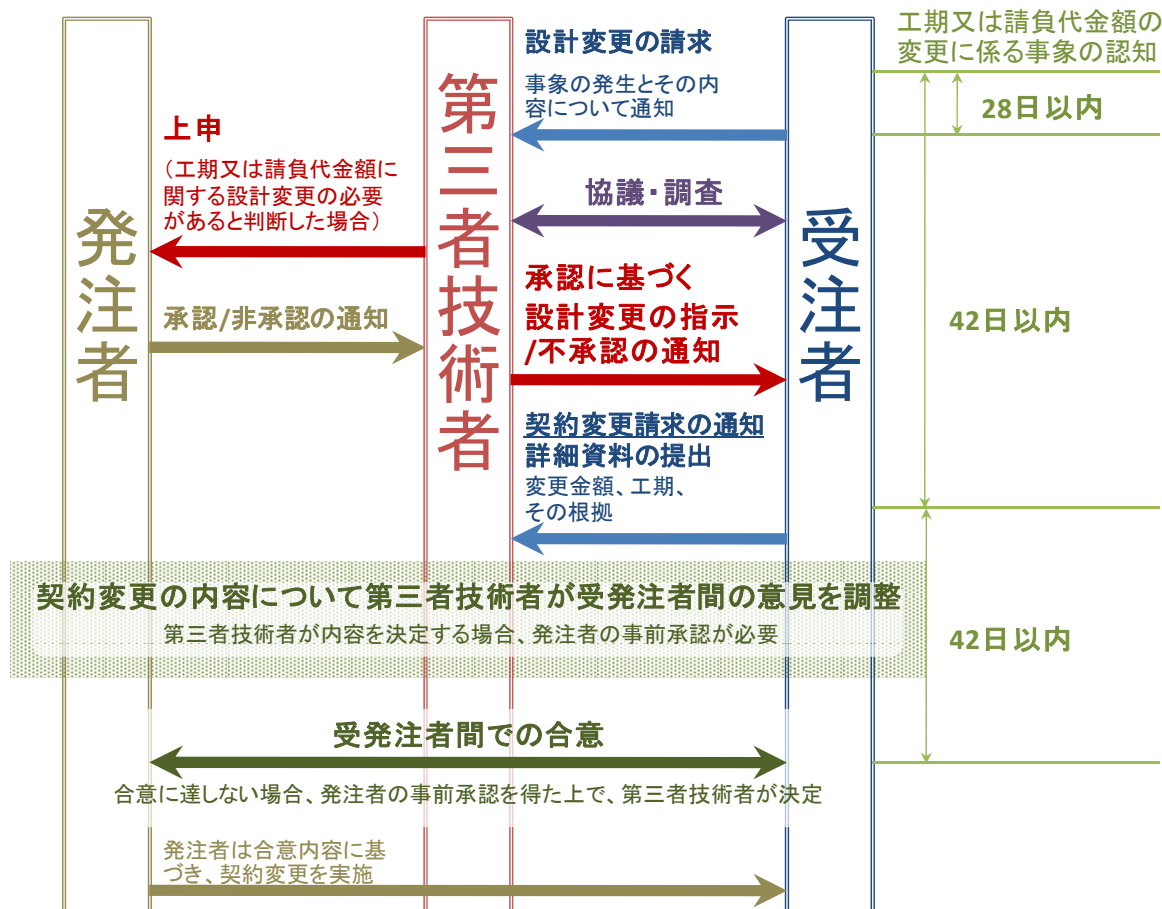 工期又は請負代金額の
変更に係る事象の認知
28日以内
42日以内
42日以内
発注者
第三者技術者
受注者
設計変更の請求
事象の発生とその内
容について通知
上申
（工期又は請負代金額に
関する設計変更の必要
があると判断した場合）
協議・調査
承認/非承認の通知
承認に基づく
設計変更の指示
/不承認の通知
契約変更請求の通知
詳細資料の提出
変更金額、工期、
その根拠
契約変更の内容について第三者技術者が受発注者間の意見を調整
第三者技術者が内容を決定する場合、発注者の事前承認が必要
受発注者間での合意
合意に達しない場合、発注者の事前承認を得た上で、第三者技術者が決定
発注者は合意内容に基
づき、契約変更を実施